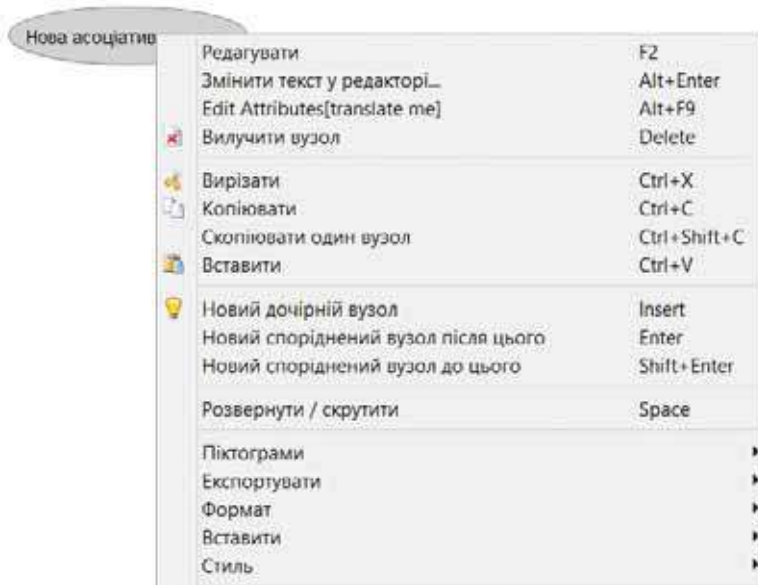 Нова асоціатив
Редагувати F2
Змінити текст у редакторі... Alt+Enter
Edit Attributes[translate me] Alt+F9
Вилучити вузол Delete
Вирізати Ctrl+X
Копіювати Ctrl+C
Скопіювати один вузол Ctrl+Shift+C
Вставити Ctrl+V
Новий дочірній вузол Insert
Новий споріднений вузол після цього Enter
Новий споріднений вузол до цього Shift+Enter
Розвернути / скрутити Space
Піктограми
Експортувати
Формат
Вставити
Стиль